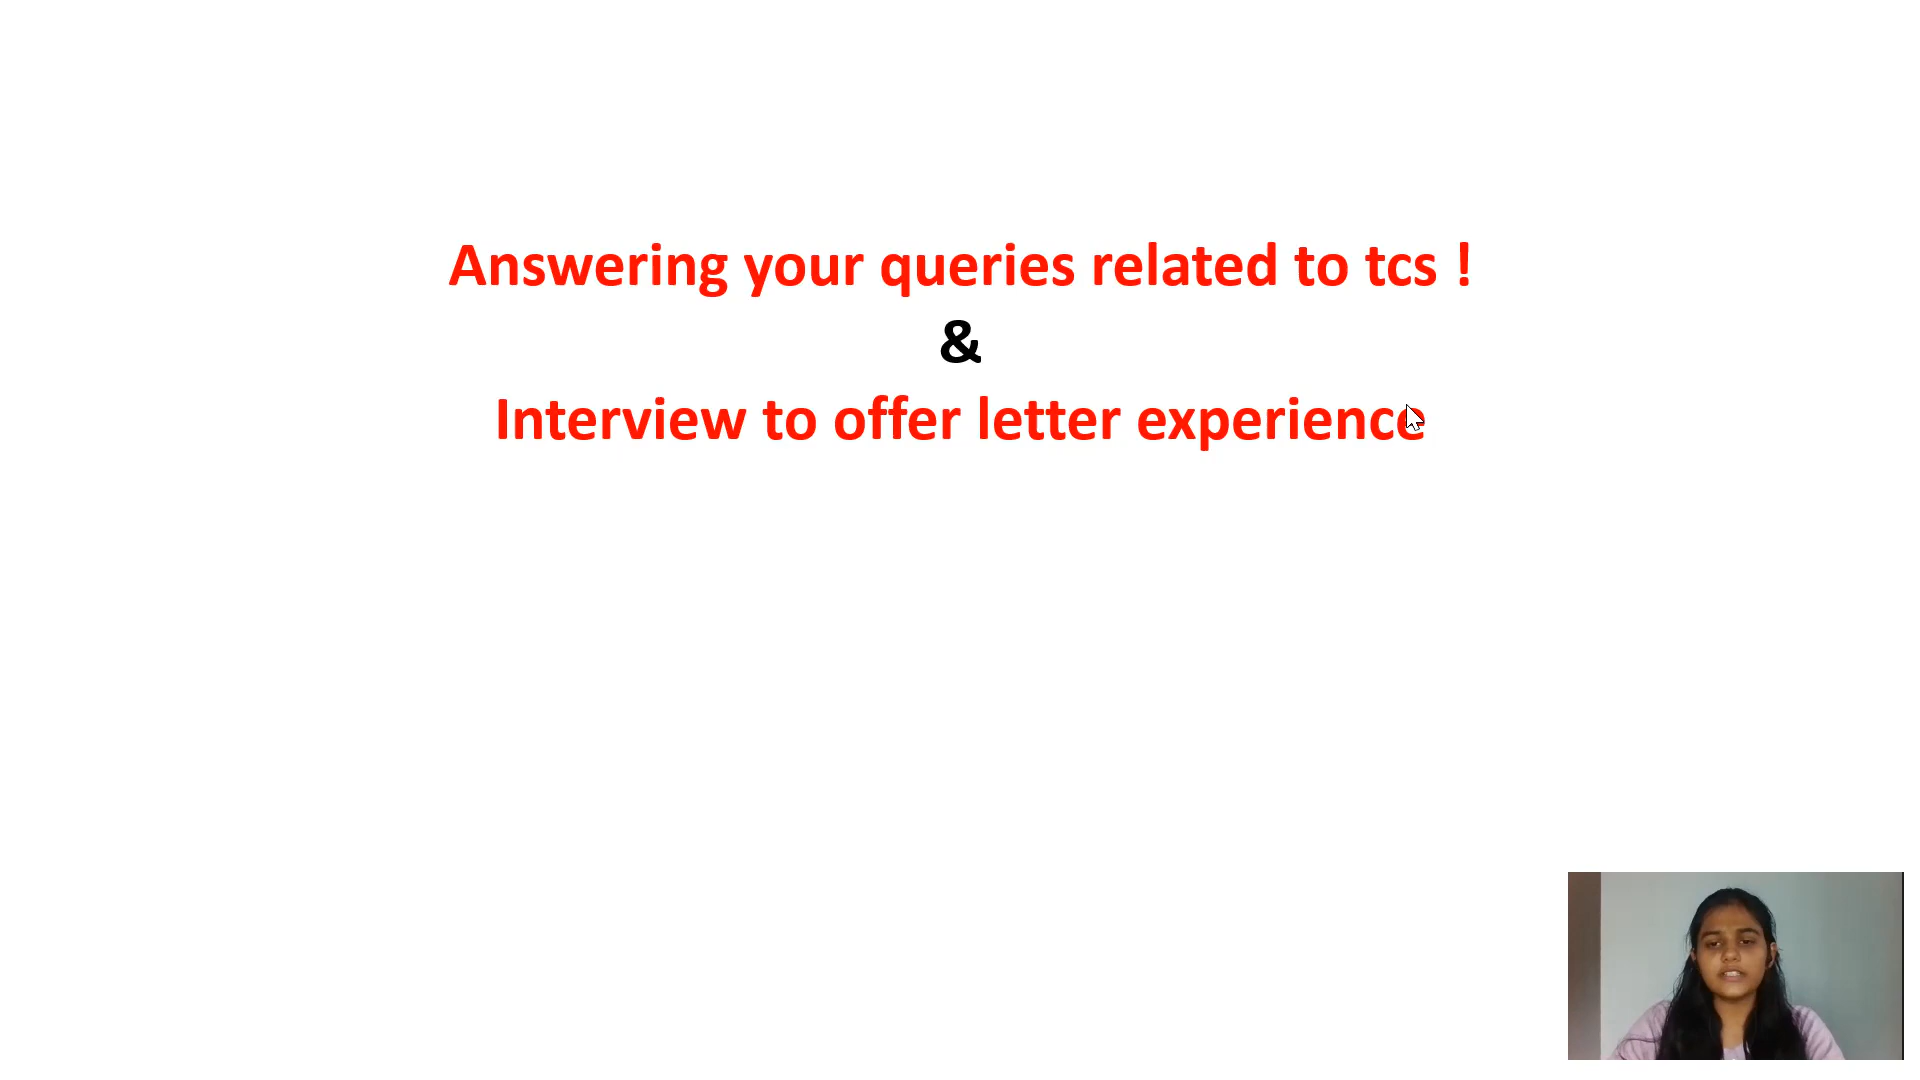 Answering your queries related to tcs !
&
Interview to offer letter experience